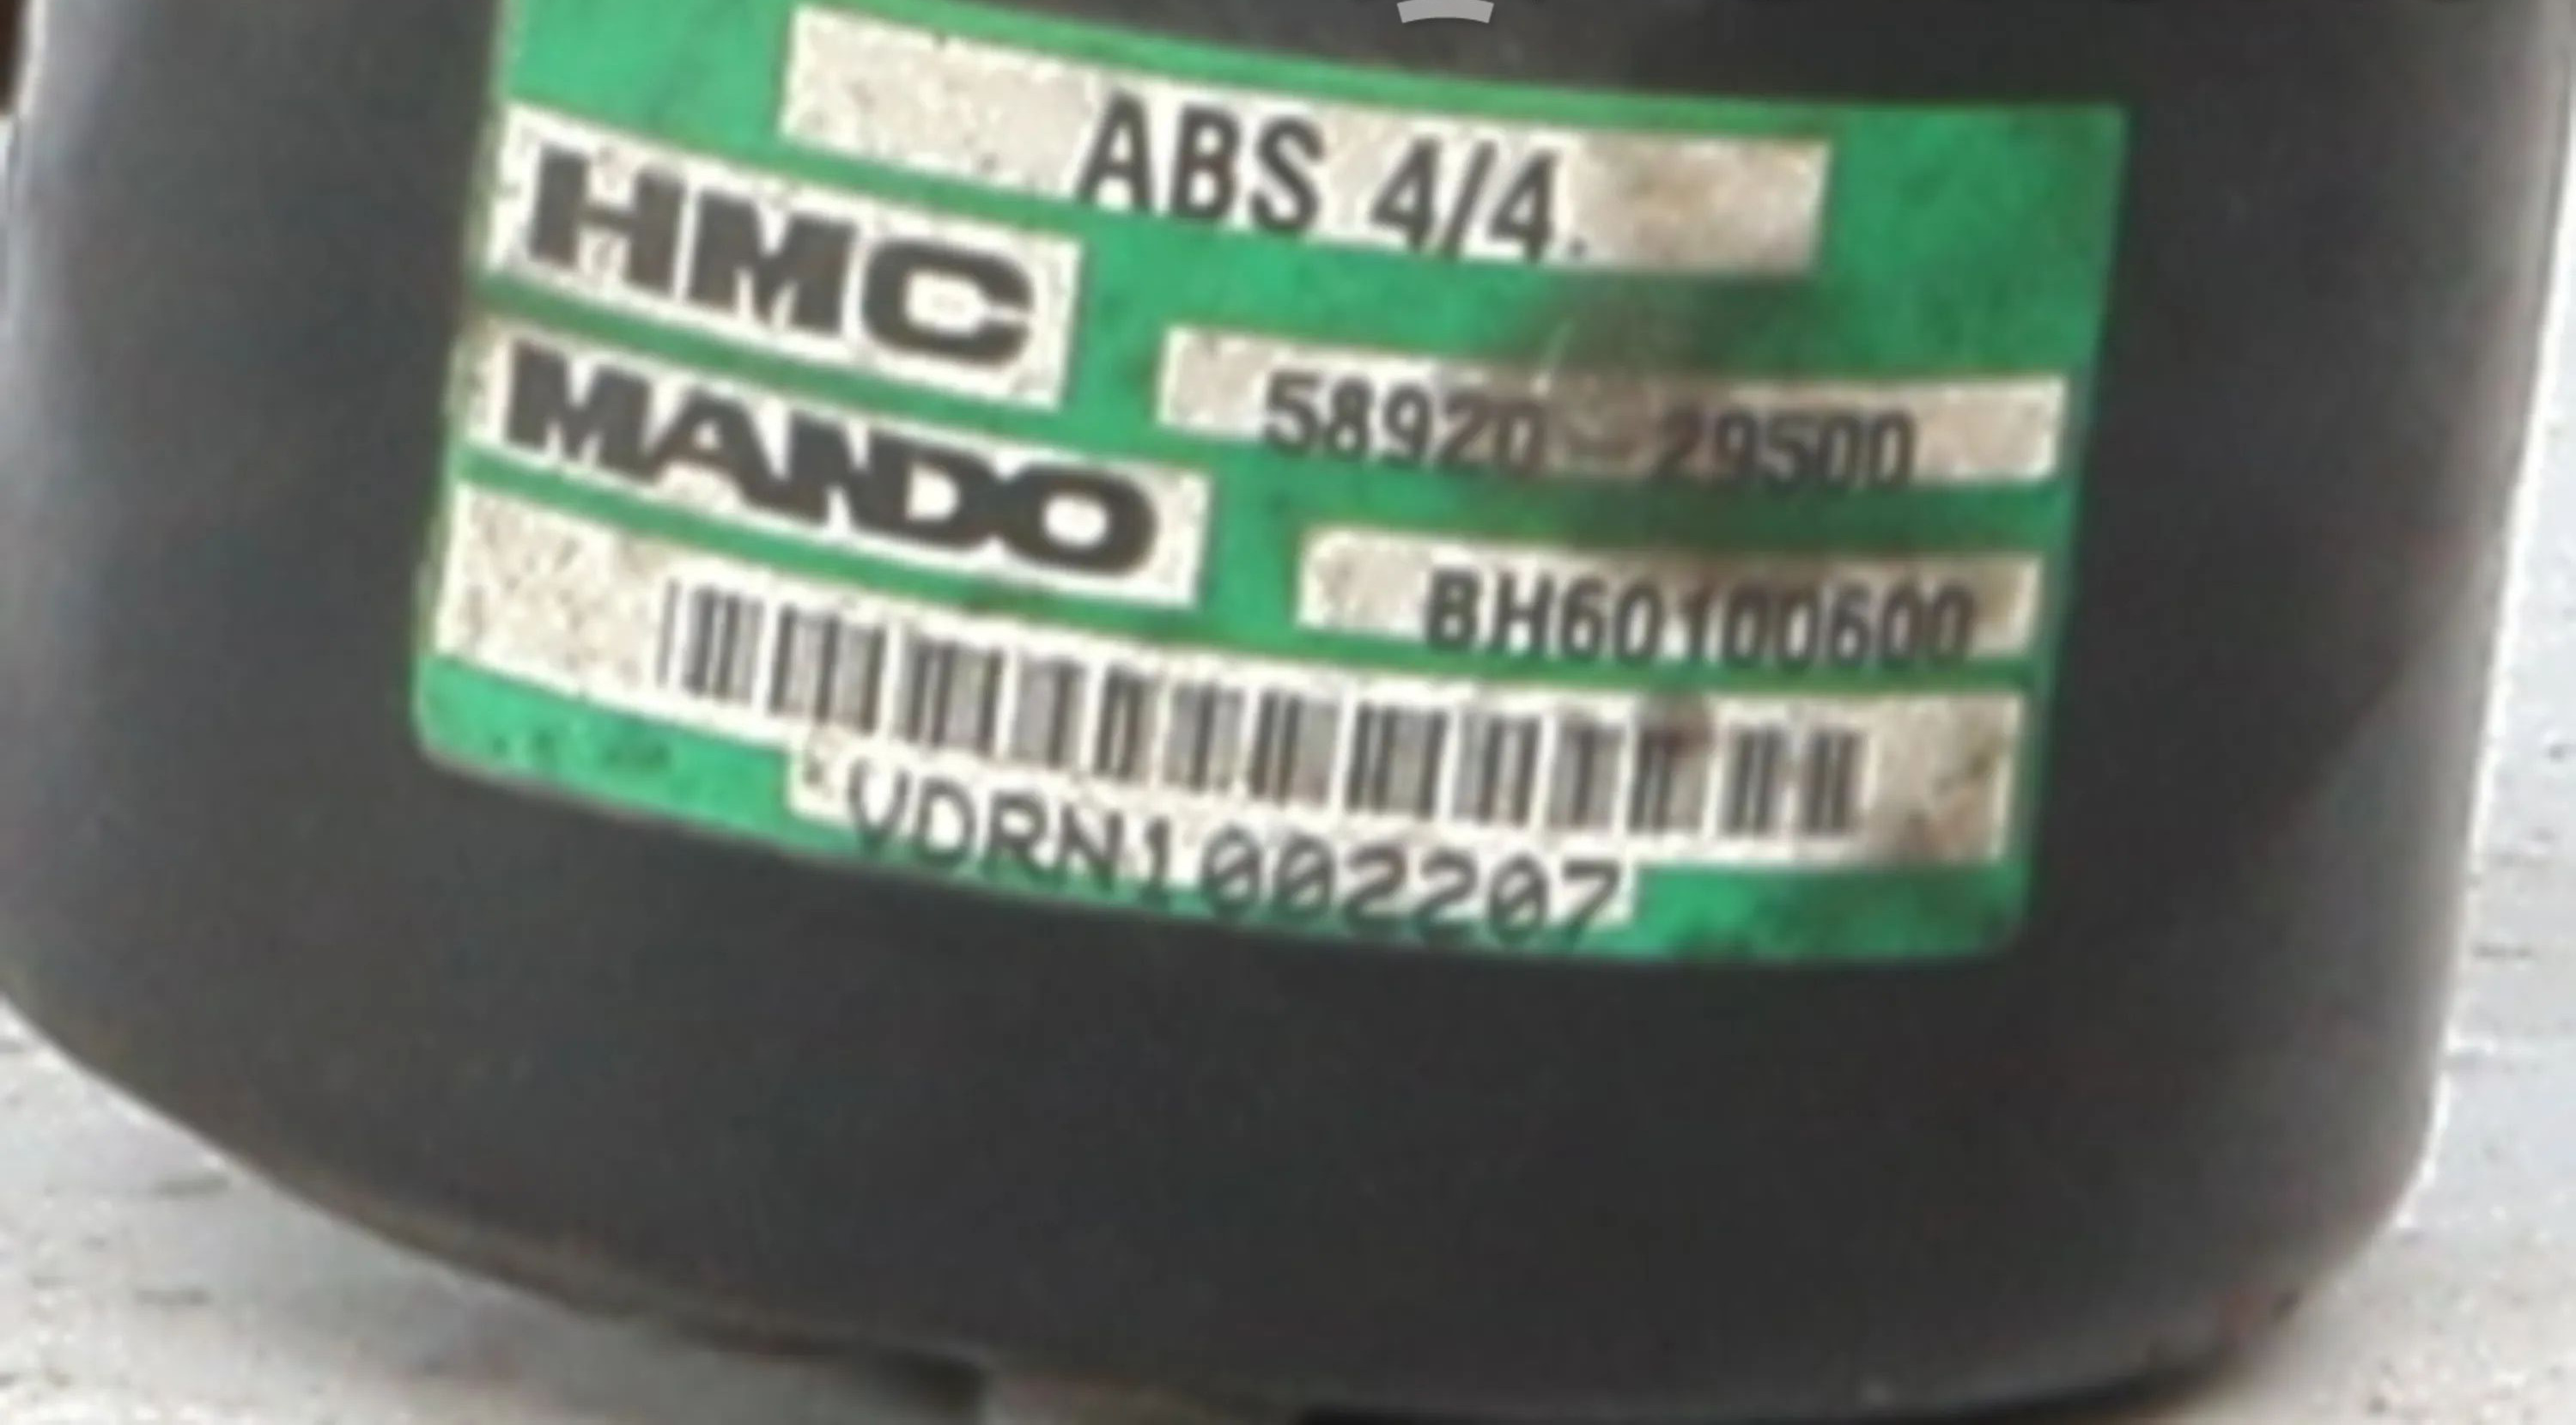 ABS 4/4.
HMC
58920-29500
MANDO
BH60100600
VDRN1002207